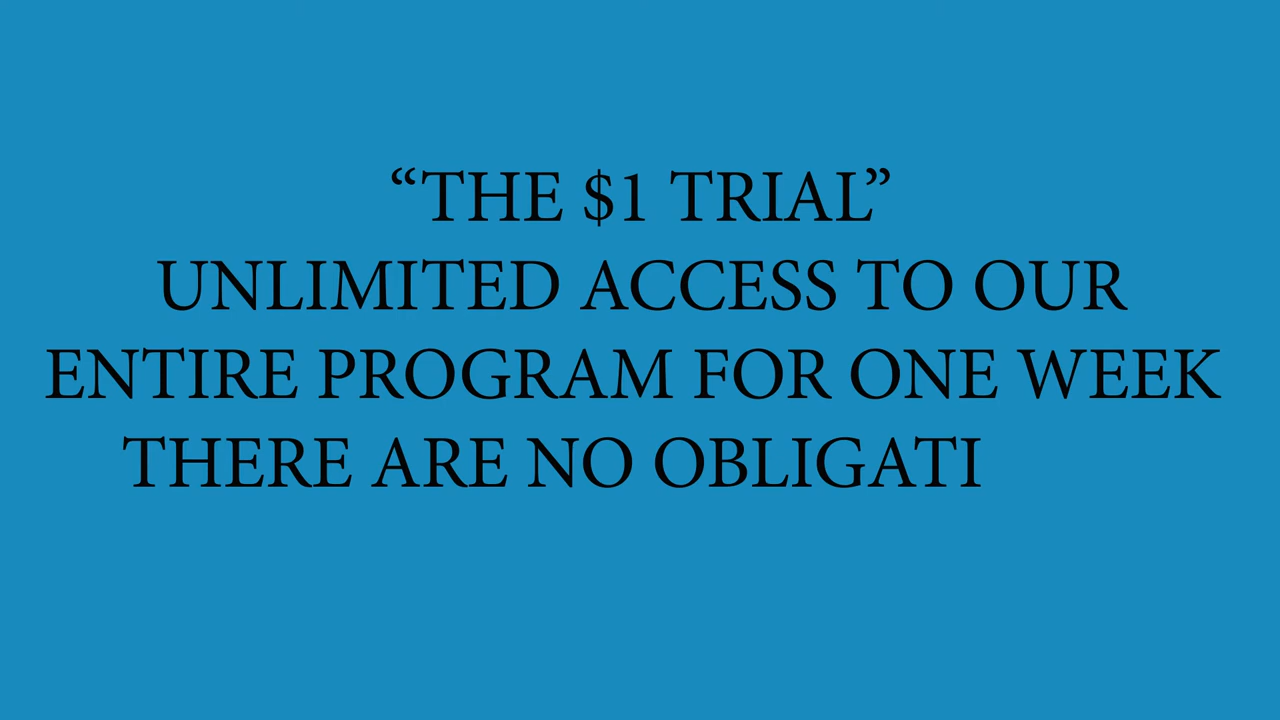 “THE $1 TRIAL”
UNLIMITED ACCESS TO OUR
ENTIRE PROGRAM FOR ONE WEEK
THERE ARE NO OBLIGATI